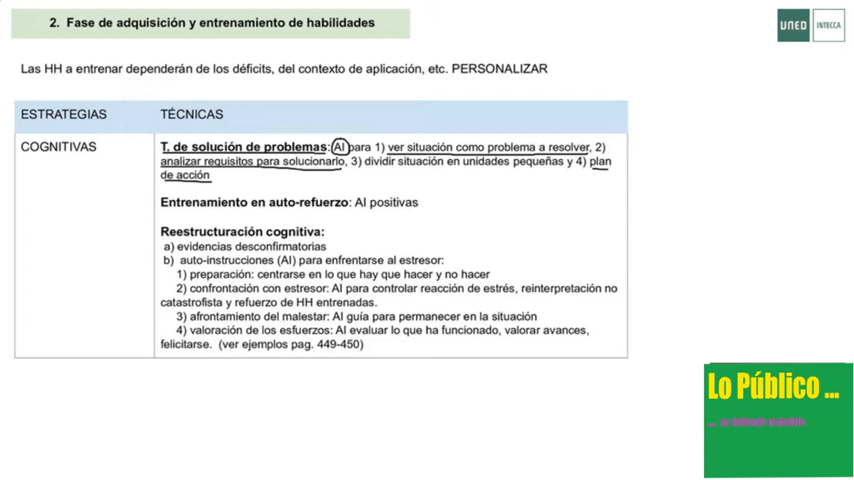 2. Fase de adquisición y entrenamiento de habilidades
UNED
INTECCA
Las HH a entrenar dependerán de los déficits, del contexto de aplicación, etc. PERSONALIZAR
ESTRATEGIAS
TÉCNICAS
COGNITIVAS
T. de solución de problemas: AI para 1) ver situación como problema a resolver, 2)
analizar requisitos para solucionarlo, 3) dividir situación en unidades pequeñas y 4) plan
de acción
Entrenamiento en auto-refuerzo: AI positivas
Reestructuración cognitiva:
a) evidencias desconfirmatorias
b) auto-instrucciones (AI) para enfrentarse al estresor:
1) preparación: centrarse en lo que hay que hacer y no hacer
2) confrontación con estresor: AI para controlar reacción de estrés, reinterpretación no
catastrofista y refuerzo de HH entrenadas.
3) afrontamiento del malestar: AI guía para permanecer en la situación
4) valoración de los esfuerzos: AI evaluar lo que ha funcionado, valorar avances,
felicitarse. (ver ejemplos pag. 449-450)
Lo Público ...